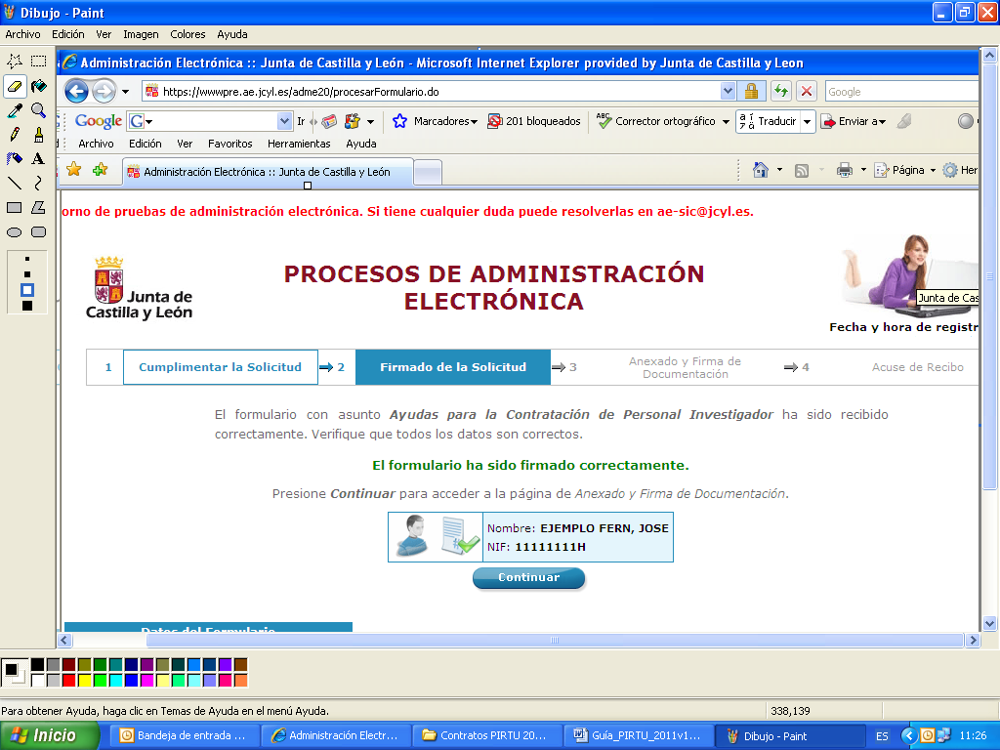 Dibujo - Paint
Archivo Edición Ver Imagen Colores Ayuda
Administración Electrónica :: Junta de Castilla y León - Microsoft Internet Explorer provided by Junta de Castilla y Leon
https://wwwpre.ae.jcyl.es/adme20/procesarFormulario.do
Google
Google G Ir Marcadores 201 bloqueados Corrector ortográfico Traducir Enviar a
Archivo Edición Ver Favoritos Herramientas Ayuda
Administración Electrónica :: Junta de Castilla y León
Página Her
orno de pruebas de administración electrónica. Si tiene cualquier duda puede resolverlas en ae-sic@jcyl.es.
Junta de
Castilla y León
PROCESOS DE ADMINISTRACIÓN
ELECTRÓNICA
Junta de Cas
Fecha y hora de registr
1 Cumplimentar la Solicitud 2 Firmado de la Solicitud 3 Anexado y Firma de
Documentación 4 Acuse de Recibo
El formulario con asunto Ayudas para la Contratación de Personal Investigador ha sido recibido
correctamente. Verifique que todos los datos son correctos.
El formulario ha sido firmado correctamente.
Presione Continuar para acceder a la página de Anexado y Firma de Documentación.
Nombre: EJEMPLO FERN, JOSE
NIF: 11111111H
Continuar
Datos del Formulario
Para obtener Ayuda, haga clic en Temas de Ayuda en el menú Ayuda.
338,139
Inicio Bandeja de entrada ... Administración Electr... Contratos PIRTU 20... Guía_PIRTU_2011v1... Dibujo - Paint ES 11:26